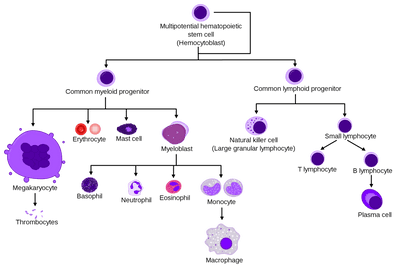 Multipotential hematopoietic
stem cell
(Hemocytoblast)
Common myeloid progenitor
Common lymphoid progenitor
Erythrocyte
Mast cell
Myeloblast
Natural killer cell
(Large granular lymphocyte)
Small lymphocyte
T lymphocyte
B lymphocyte
Megakaryocyte
Basophil
Neutrophil
Eosinophil
Monocyte
Plasma cell
Thrombocytes
Macrophage